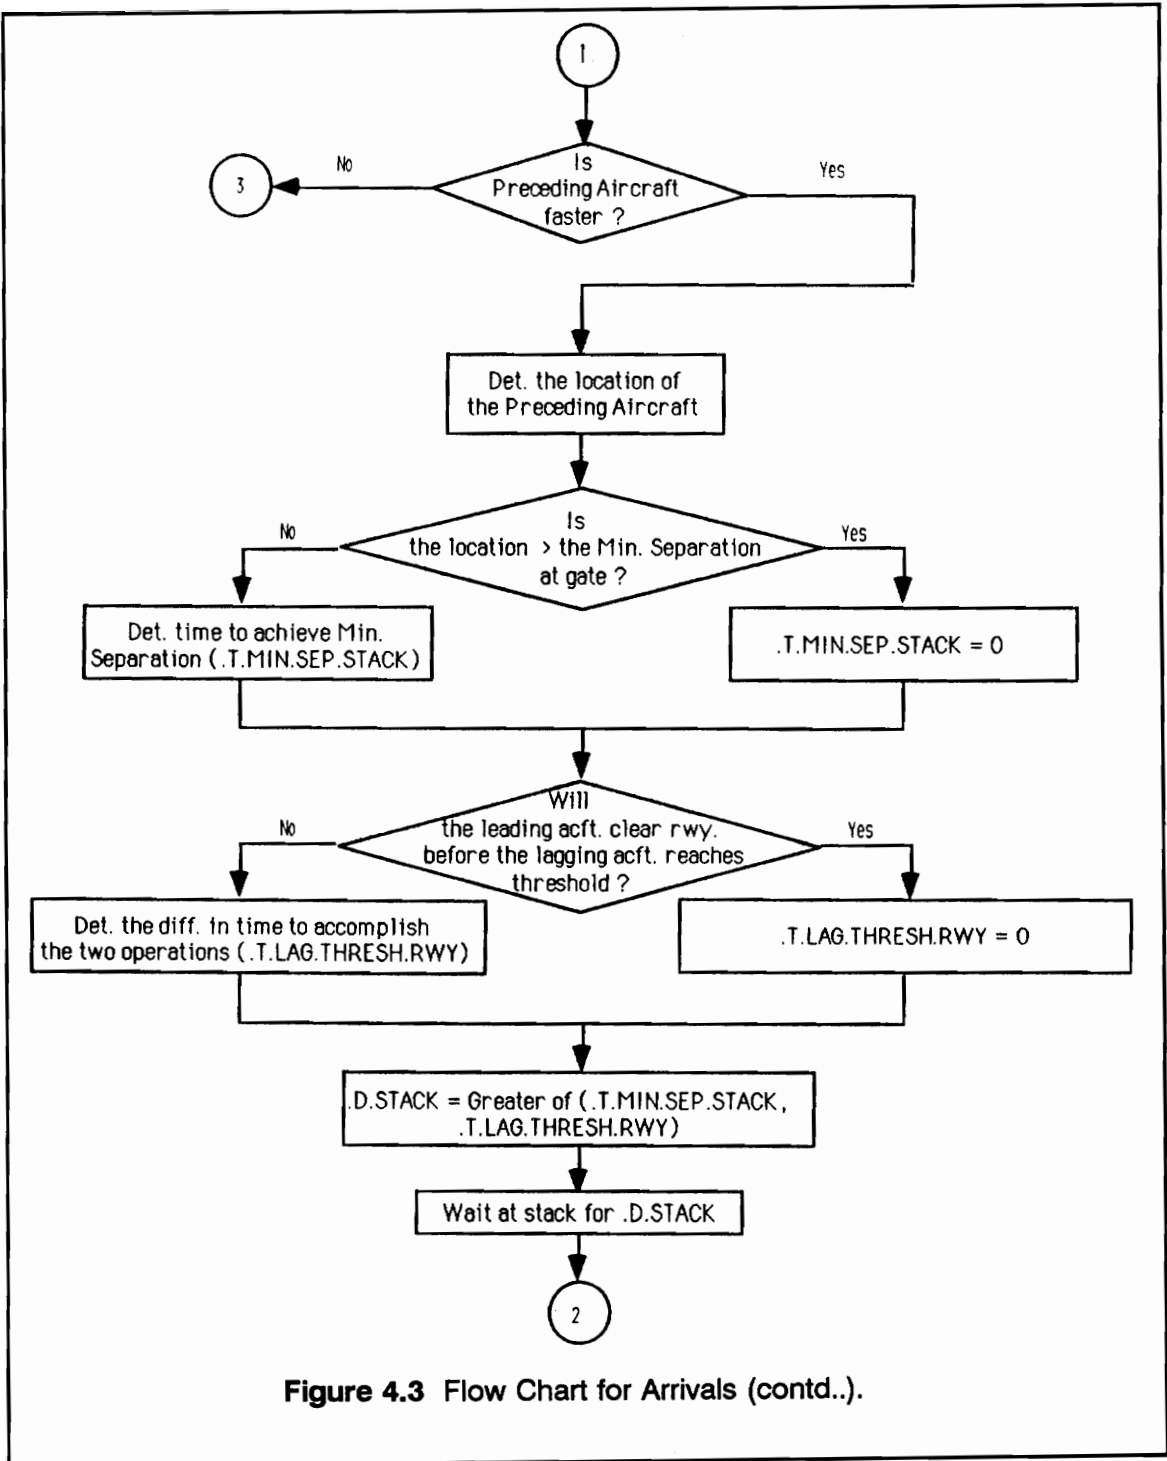 1
Is
Preceding Aircraft
faster ?
No
Yes
3
Det. the location of
the Preceding Aircraft
Is
the location > the Min. Separation
at gate ?
No
Yes
Det. time to achieve Min.
Separation (.T.MIN.SEP.STACK)
.T.MIN.SEP.STACK = 0
Will
the leading acft. clear rwy.
before the lagging acft. reaches
threshold ?
No
Yes
Det. the diff. in time to accomplish
the two operations (.T.LAG.THRESH.RWY)
.T.LAG.THRESH.RWY = 0
.D.STACK = Greater of (.T.MIN.SEP.STACK,
.T.LAG.THRESH.RWY)
Wait at stack for .D.STACK
2
Figure 4.3 Flow Chart for Arrivals (contd..).